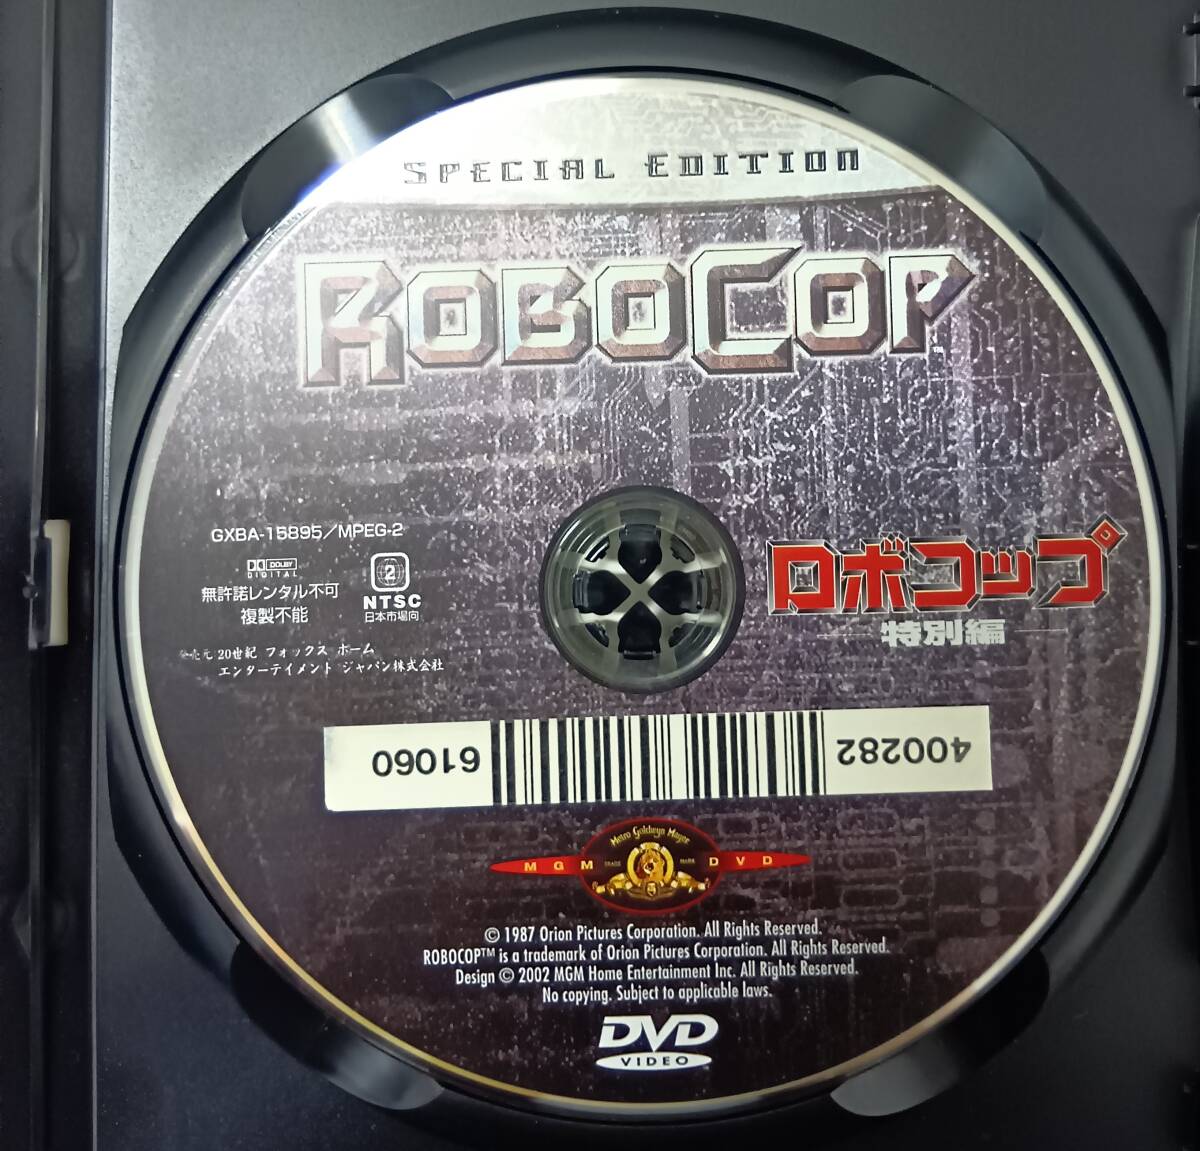 SPECIAL EDITION
ROBOCOP™
GXBA-15895/MPEG-2
DOLBY
DIGITAL
2
NTSC
無許諾レンタル不可
複製不能
日本市場向
発売元 20世紀 フォックス ホーム
エンターテイメント ジャパン株式会社
ロボコップ
特別編
400282
61060
Metro Goldwyn Mayer
TRADE MARK
MGM DVD
© 1987 Orion Pictures Corporation. All Rights Reserved.
ROBOCOP™ is a trademark of Orion Pictures Corporation. All Rights Reserved.
Design © 2002 MGM Home Entertainment Inc. All Rights Reserved.
No copying. Subject to applicable laws.
DVD
VIDEO